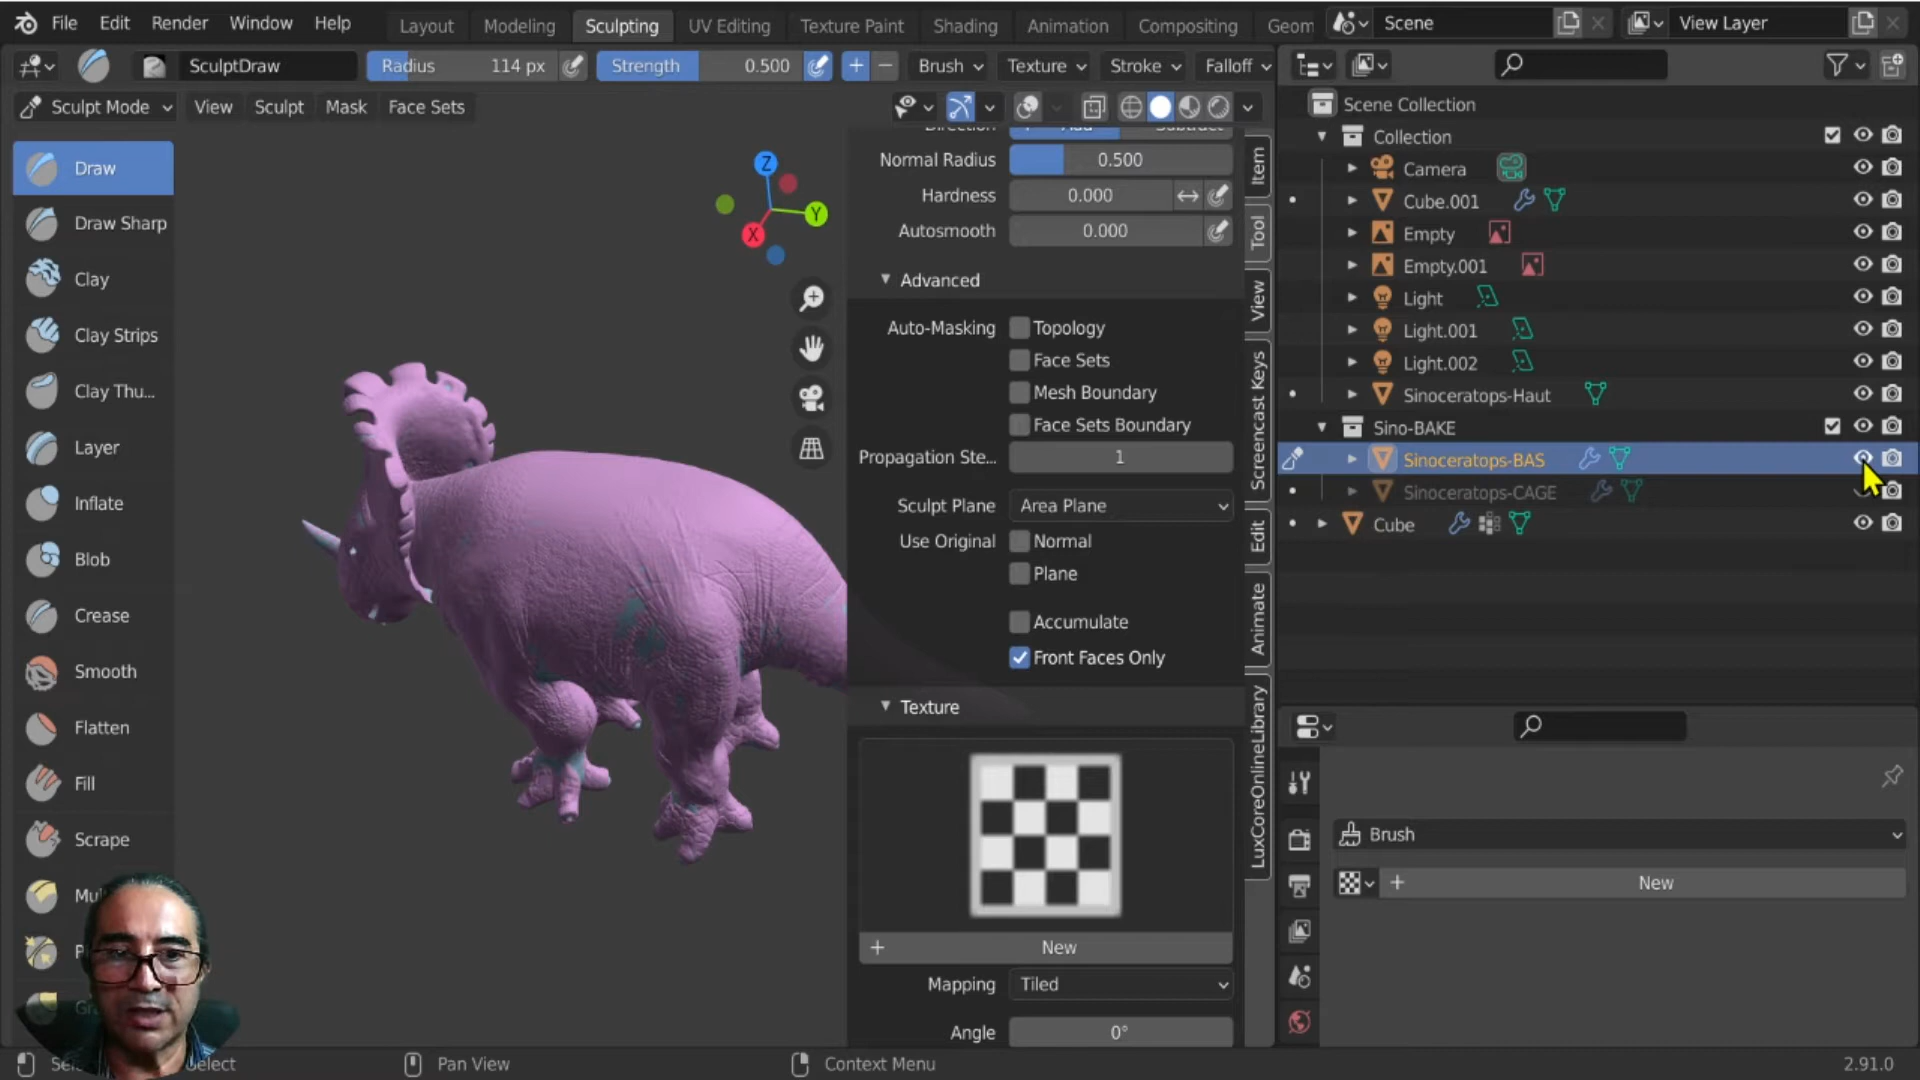 File Edit Render Window Help Layout Modeling Sculpting UV Editing Texture Paint Shading Animation Compositing Geom Scene View Layer
SculptDraw Radius 114 px Strength 0.500 Brush Texture Stroke Falloff
Sculpt Mode View Sculpt Mask Face Sets
Draw
Draw Sharp
Clay
Clay Strips
Clay Thu...
Layer
Inflate
Blob
Crease
Smooth
Flatten
Fill
Scrape
Z
Y
X
Normal Radius 0.500
Hardness 0.000
Autosmooth 0.000
Advanced
Auto-Masking Topology
Face Sets
Mesh Boundary
Face Sets Boundary
Propagation Ste... 1
Sculpt Plane Area Plane
Use Original Normal
Plane
Accumulate
Front Faces Only
Texture
New
Mapping Tiled
Angle 0°
Item
Tool
View
Screencast Keys
Edit
Animate
LuxCoreOnlineLibrary
Scene Collection
Collection
Camera
Cube.001
Empty
Empty.001
Light
Light.001
Light.002
Sinoceratops-Haut
Sino-BAKE
Sinoceratops-BAS
Sinoceratops-CAGE
Cube
Brush
New
Pan View Context Menu 2.91.0